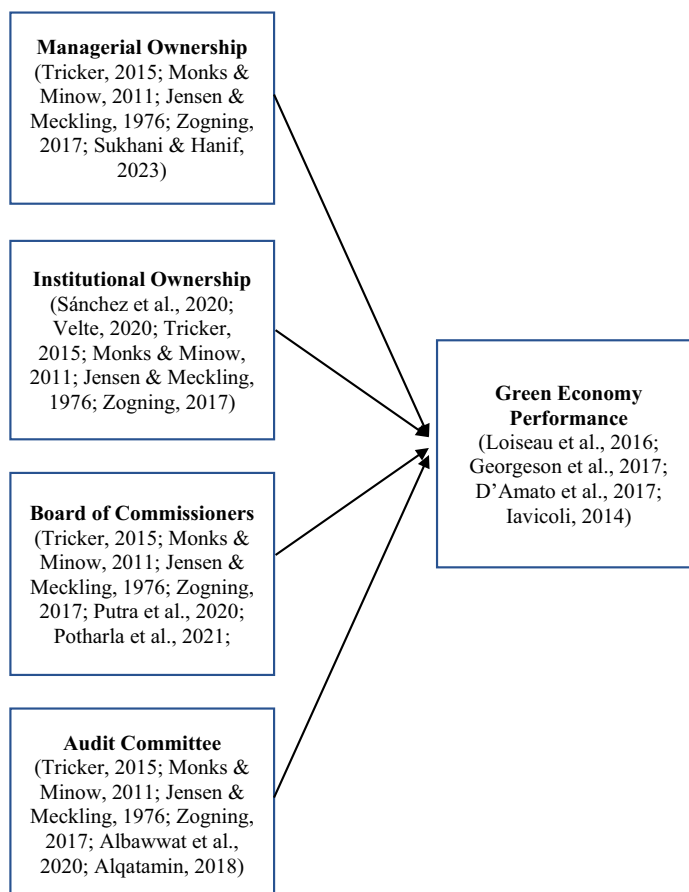 Managerial Ownership
(Tricker, 2015; Monks &
Minow, 2011; Jensen &
Meckling, 1976; Zogning,
2017; Sukhani & Hanif,
2023)
Institutional Ownership
(Sánchez et al., 2020;
Velte, 2020; Tricker,
2015; Monks & Minow,
2011; Jensen & Meckling,
1976; Zogning, 2017)
Board of Commissioners
(Tricker, 2015; Monks &
Minow, 2011; Jensen &
Meckling, 1976; Zogning,
2017; Putra et al., 2020;
Potharla et al., 2021;
Audit Committee
(Tricker, 2015; Monks &
Minow, 2011; Jensen &
Meckling, 1976; Zogning,
2017; Albawwat et al.,
2020; Alqatamin, 2018)
Green Economy
Performance
(Loiseau et al., 2016;
Georgeson et al., 2017;
D’Amato et al., 2017;
Iavicoli, 2014)